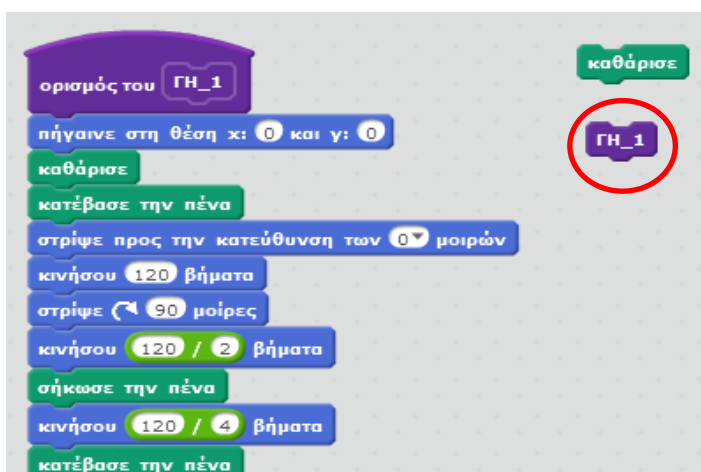 ορισμός του ΓΗ_1
καθάρισε
ΓΗ_1
πήγαινε στη θέση x: 0 και y: 0
καθάρισε
κατέβασε την πένα
στρίψε προς την κατεύθυνση των 0 μοιρών
κινήσου 120 βήματα
στρίψε 90 μοίρες
κινήσου 120 / 2 βήματα
σήκωσε την πένα
κινήσου 120 / 4 βήματα
κατέβασε την πένα